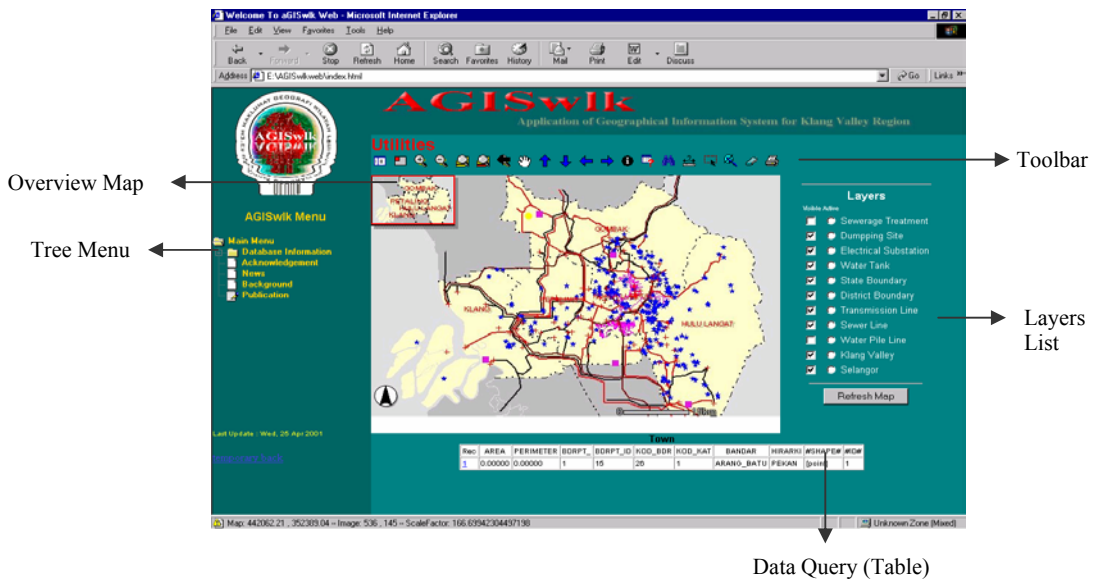 Welcome To aGISwlk Web - Microsoft Internet Explorer
File Edit View Favorites Tools Help
Back Forward Stop Refresh Home Search Favorites History Mail Print Edit Discuss
Address E:\AGISwlkweb\index.html Go Links
AGISwlk
Application of Geographical Information System for Klang Valley Region
AGISwlk
Utilities
Toolbar
Overview Map
GOMBAK
PETALING
HULU LANGAT
KLANG
Layers
Visible Active
Sewerage Treatment
Dumpping Site
Electrical Substation
Water Tank
State Boundary
District Boundary
Transmission Line
Sewer Line
Water Pile Line
Klang Valley
Selangor
Refresh Map
Layers
List
AGISwlk Menu
Tree Menu
Main Menu
Database Information
Acknowledgement
News
Background
Publication
GOMBAK
KLANG
HULU LANGAT
Last Update : Wed, 25 Apr 2001
Town
Rec AREA PERIMETER BDRPT_ BDRPT_ID KOD_BDR KOD_KAT BANDAR HIRARKI #SHAPE# #ID#
1 0.00000 0.00000 1 15 25 1 ARANG_BATU PEKAN [point] 1
Map: 442062.21 , 352389.04 -- Image: 536 , 145 -- ScaleFactor: 166.69942304497198
Unknown Zone (Mixed)
Data Query (Table)